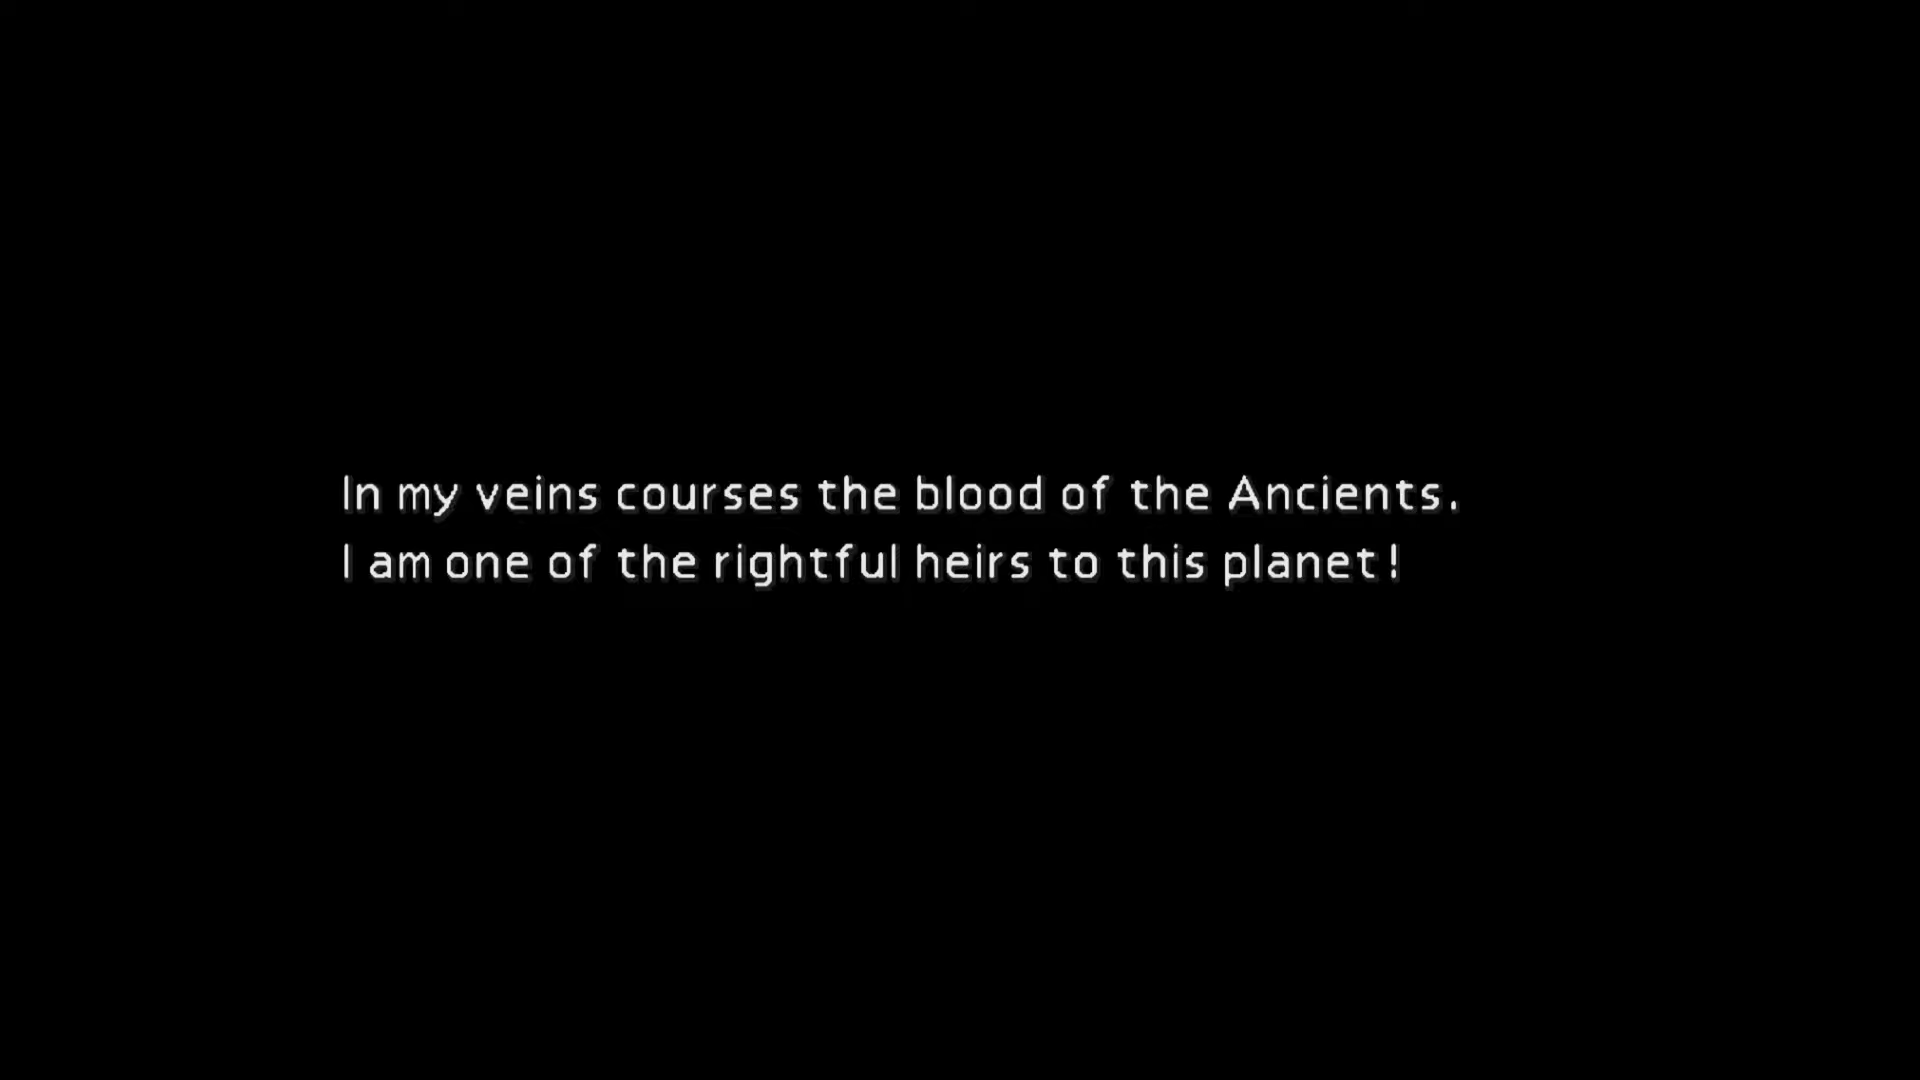 In my veins courses the blood of the Ancients.
I am one of the rightful heirs to this planet!